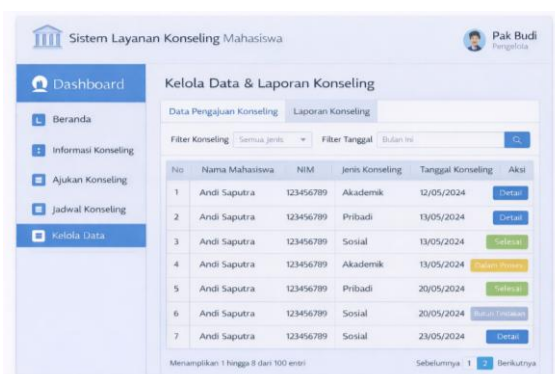 Sistem Layanan Konseling Mahasiswa
Pak Budi
Pengelola
Dashboard
Beranda
Informasi Konseling
Ajukan Konseling
Jadwal Konseling
Kelola Data
Kelola Data & Laporan Konseling
Data Pengajuan Konseling Laporan Konseling
Filter Konseling Semua jenis Filter Tanggal Bulan ini
No Nama Mahasiswa NIM Jenis Konseling Tanggal Konseling Aksi
1 Andi Saputra 123456789 Akademik 12/05/2024 Detail
2 Andi Saputra 123456789 Pribadi 13/05/2024 Detail
3 Andi Saputra 123456789 Sosial 13/05/2024 Selesai
4 Andi Saputra 123456789 Akademik 13/05/2024 Dalam Proses
5 Andi Saputra 123456789 Pribadi 20/05/2024 Selesai
6 Andi Saputra 123456789 Sosial 20/05/2024
7 Andi Saputra 123456789 Sosial 23/05/2024 Detail
Menampilkan 1 hingga 8 dari 100 entri
Sebelumnya 1 2 Berikutnya